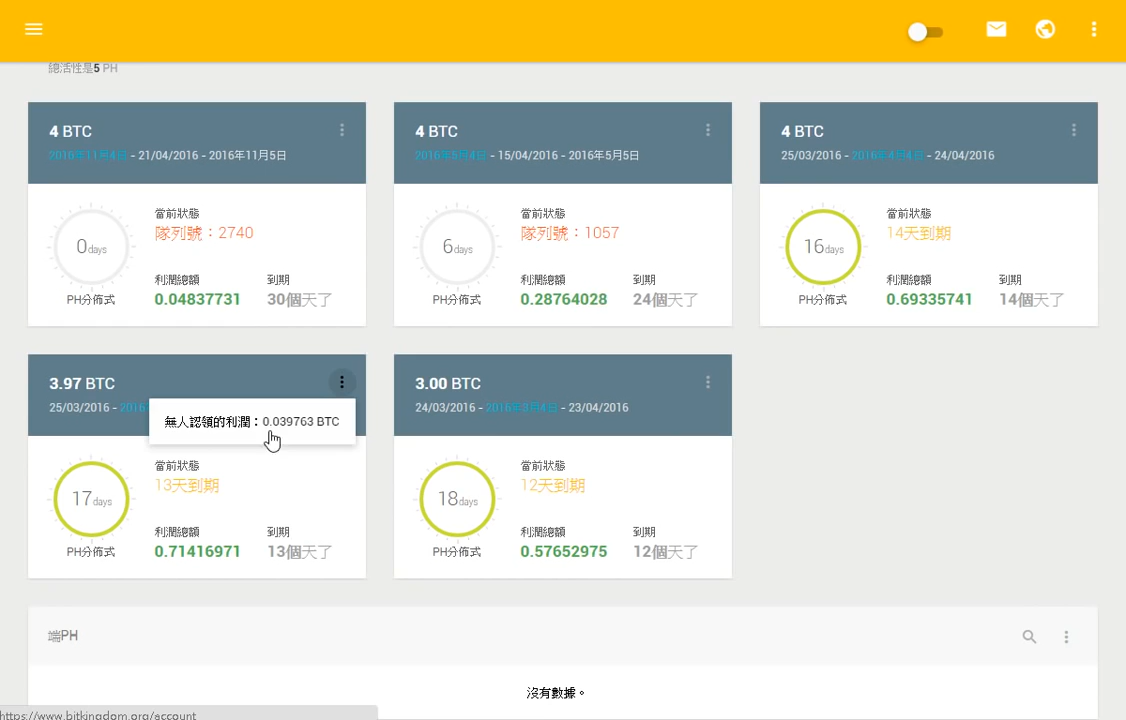 總活性是5 PH
4 BTC
2016年11月4日 - 21/04/2016 - 2016年11月5日
0days
PH分佈式
當前狀態
隊列號：2740
利潤總額
0.04837731
到期
30個天了
4 BTC
2016年5月4日 - 15/04/2016 - 2016年5月5日
6days
PH分佈式
當前狀態
隊列號：1057
利潤總額
0.28764028
到期
24個天了
4 BTC
25/03/2016 - 2016年4月4日 - 24/04/2016
16days
PH分佈式
當前狀態
14天到期
利潤總額
0.69335741
到期
14個天了
3.97 BTC
25/03/2016 - 2016
無人認領的利潤：0.039763 BTC
17days
PH分佈式
當前狀態
13天到期
利潤總額
0.71416971
到期
13個天了
3.00 BTC
24/03/2016 - 2016年3月4日 - 23/04/2016
18days
PH分佈式
當前狀態
12天到期
利潤總額
0.57652975
到期
12個天了
端PH
沒有數據。
https://www.bitkingdom.org/account